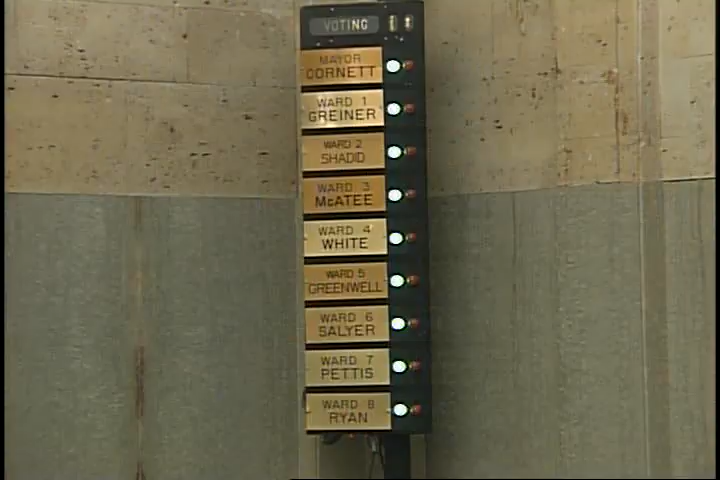 VOTING
MAYOR
CORNETT
WARD 1
GREINER
WARD 2
SHADID
WARD 3
McATEE
WARD 4
WHITE
WARD 5
GREENWELL
WARD 6
SALYER
WARD 7
PETTIS
WARD 8
RYAN